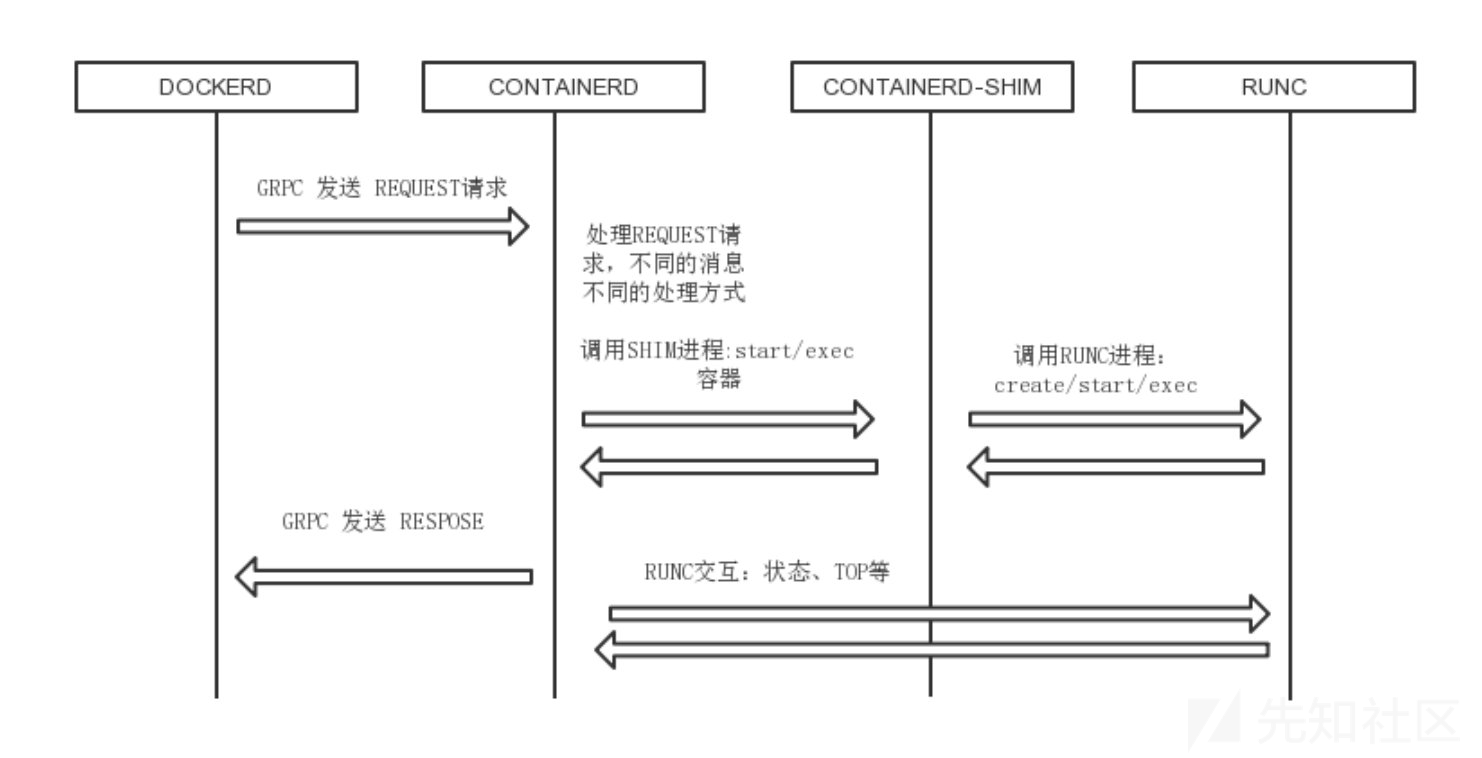 DOCKERD
CONTAINERD
CONTAINERD-SHIM
RUNC
GRPC 发送 REQUEST请求
处理REQUEST请
求，不同的消息
不同的处理方式
调用SHIM进程:start/exec
容器
调用RUNC进程：
create/start/exec
GRPC 发送 RESPOSE
RUNC交互：状态、TOP等
先知社区